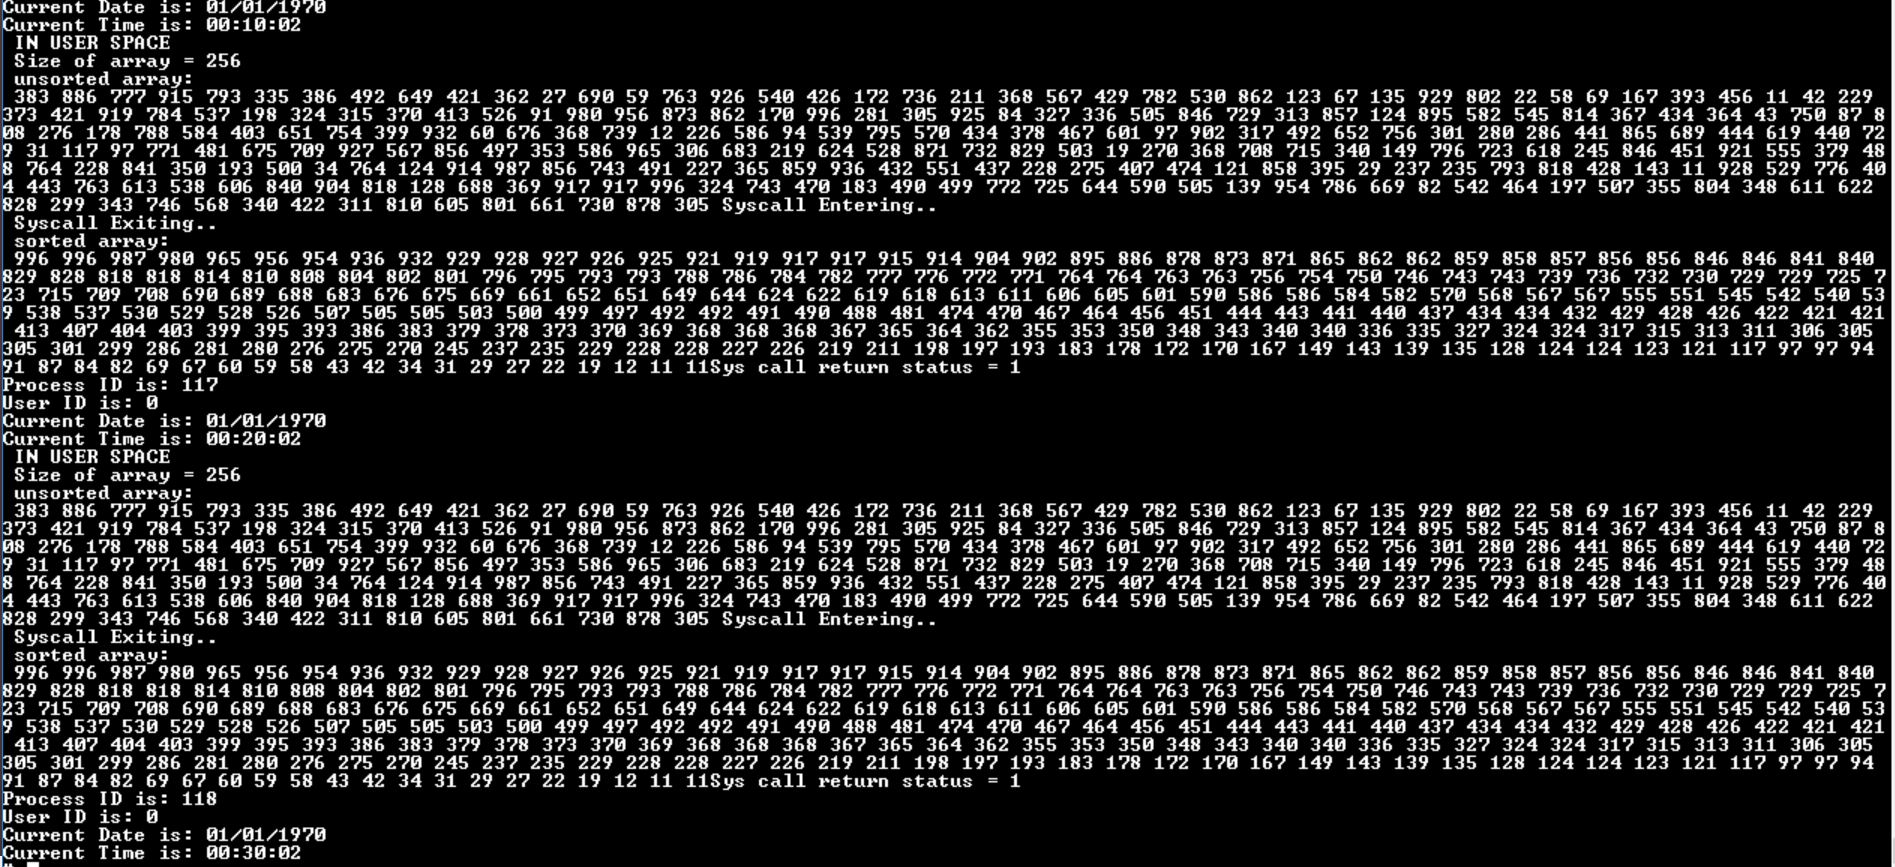 Current Date is: 01/01/1970
Current Time is: 00:10:02
IN USER SPACE
Size of array = 256
unsorted array:
383 886 777 915 793 335 386 492 649 421 362 27 690 59 763 926 540 426 172 736 211 368 567 429 782 530 862 123 67 135 929 802 22 58 69 167 393 456 11 42 229
373 421 919 784 537 198 324 315 370 413 526 91 980 956 873 862 170 996 281 305 925 84 327 336 505 846 729 313 857 124 895 582 545 814 367 434 364 43 750 87 8
08 276 178 788 584 403 651 754 399 932 60 676 368 739 12 226 586 94 539 795 570 434 378 467 601 97 902 317 492 652 756 301 280 286 441 865 689 444 619 440 72
9 31 117 97 771 481 675 709 927 567 856 497 353 586 965 306 683 219 624 528 871 732 829 503 19 270 368 708 715 340 149 796 723 618 245 846 451 921 555 379 48
8 764 228 841 350 193 500 34 764 124 914 987 856 743 491 227 365 859 936 432 551 437 228 275 407 474 121 858 395 29 237 235 793 818 428 143 11 928 529 776 40
4 443 763 613 538 606 840 904 818 128 688 369 917 917 996 324 743 470 183 490 499 772 725 644 590 505 139 954 786 669 82 542 464 197 507 355 804 348 611 622
828 299 343 746 568 340 422 311 810 605 801 661 730 878 305 Syscall Entering..
Syscall Exiting..
sorted array:
996 996 987 980 965 956 954 936 932 929 928 927 926 925 921 919 917 917 915 914 904 902 895 886 878 873 871 865 862 862 859 858 857 856 856 846 846 841 840
829 828 818 818 814 810 808 804 802 801 796 795 793 793 788 786 784 782 777 776 772 771 764 764 763 763 756 754 750 746 743 743 739 736 732 730 729 729 725 7
23 715 709 708 690 689 688 683 676 675 669 661 652 651 649 644 624 622 619 618 613 611 606 605 601 590 586 586 584 582 570 568 567 567 555 551 545 542 540 53
9 538 537 530 529 528 526 507 505 505 503 500 499 497 492 492 491 490 488 481 474 470 467 464 456 451 444 443 441 440 437 434 434 432 429 428 426 422 421 421
413 407 404 403 399 395 393 386 383 379 378 373 370 369 368 368 368 367 365 364 362 355 353 350 348 343 340 340 336 335 327 324 324 317 315 313 311 306 305
305 301 299 286 281 280 276 275 270 245 237 235 229 228 228 227 226 219 211 198 197 193 183 178 172 170 167 149 143 139 135 128 124 124 123 121 117 97 97 94
91 87 84 82 69 67 60 59 58 43 42 34 31 29 27 22 19 12 11 11Sys call return status = 1
Process ID is: 117
User ID is: 0
Current Date is: 01/01/1970
Current Time is: 00:20:02
IN USER SPACE
Size of array = 256
unsorted array:
383 886 777 915 793 335 386 492 649 421 362 27 690 59 763 926 540 426 172 736 211 368 567 429 782 530 862 123 67 135 929 802 22 58 69 167 393 456 11 42 229
373 421 919 784 537 198 324 315 370 413 526 91 980 956 873 862 170 996 281 305 925 84 327 336 505 846 729 313 857 124 895 582 545 814 367 434 364 43 750 87 8
08 276 178 788 584 403 651 754 399 932 60 676 368 739 12 226 586 94 539 795 570 434 378 467 601 97 902 317 492 652 756 301 280 286 441 865 689 444 619 440 72
9 31 117 97 771 481 675 709 927 567 856 497 353 586 965 306 683 219 624 528 871 732 829 503 19 270 368 708 715 340 149 796 723 618 245 846 451 921 555 379 48
8 764 228 841 350 193 500 34 764 124 914 987 856 743 491 227 365 859 936 432 551 437 228 275 407 474 121 858 395 29 237 235 793 818 428 143 11 928 529 776 40
4 443 763 613 538 606 840 904 818 128 688 369 917 917 996 324 743 470 183 490 499 772 725 644 590 505 139 954 786 669 82 542 464 197 507 355 804 348 611 622
828 299 343 746 568 340 422 311 810 605 801 661 730 878 305 Syscall Entering..
Syscall Exiting..
sorted array:
996 996 987 980 965 956 954 936 932 929 928 927 926 925 921 919 917 917 915 914 904 902 895 886 878 873 871 865 862 862 859 858 857 856 856 846 846 841 840
829 828 818 818 814 810 808 804 802 801 796 795 793 793 788 786 784 782 777 776 772 771 764 764 763 763 756 754 750 746 743 743 739 736 732 730 729 729 725 7
23 715 709 708 690 689 688 683 676 675 669 661 652 651 649 644 624 622 619 618 613 611 606 605 601 590 586 586 584 582 570 568 567 567 555 551 545 542 540 53
9 538 537 530 529 528 526 507 505 505 503 500 499 497 492 492 491 490 488 481 474 470 467 464 456 451 444 443 441 440 437 434 434 432 429 428 426 422 421 421
413 407 404 403 399 395 393 386 383 379 378 373 370 369 368 368 368 367 365 364 362 355 353 350 348 343 340 340 336 335 327 324 324 317 315 313 311 306 305
305 301 299 286 281 280 276 275 270 245 237 235 229 228 228 227 226 219 211 198 197 193 183 178 172 170 167 149 143 139 135 128 124 124 123 121 117 97 97 94
91 87 84 82 69 67 60 59 58 43 42 34 31 29 27 22 19 12 11 11Sys call return status = 1
Process ID is: 118
User ID is: 0
Current Date is: 01/01/1970
Current Time is: 00:30:02